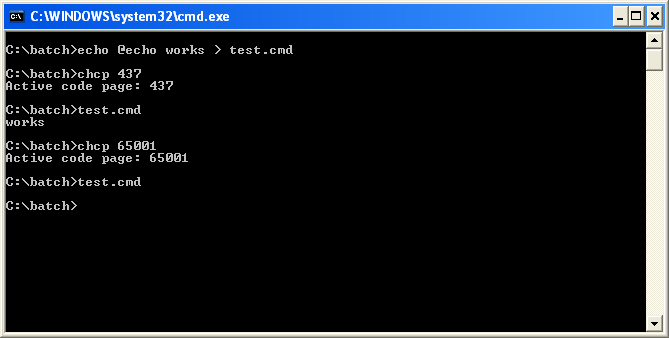 C:\WINDOWS\system32\cmd.exe
C:\batch>echo @echo works > test.cmd
C:\batch>chcp 437
Active code page: 437
C:\batch>test.cmd
works
C:\batch>chcp 65001
Active code page: 65001
C:\batch>test.cmd
C:\batch>